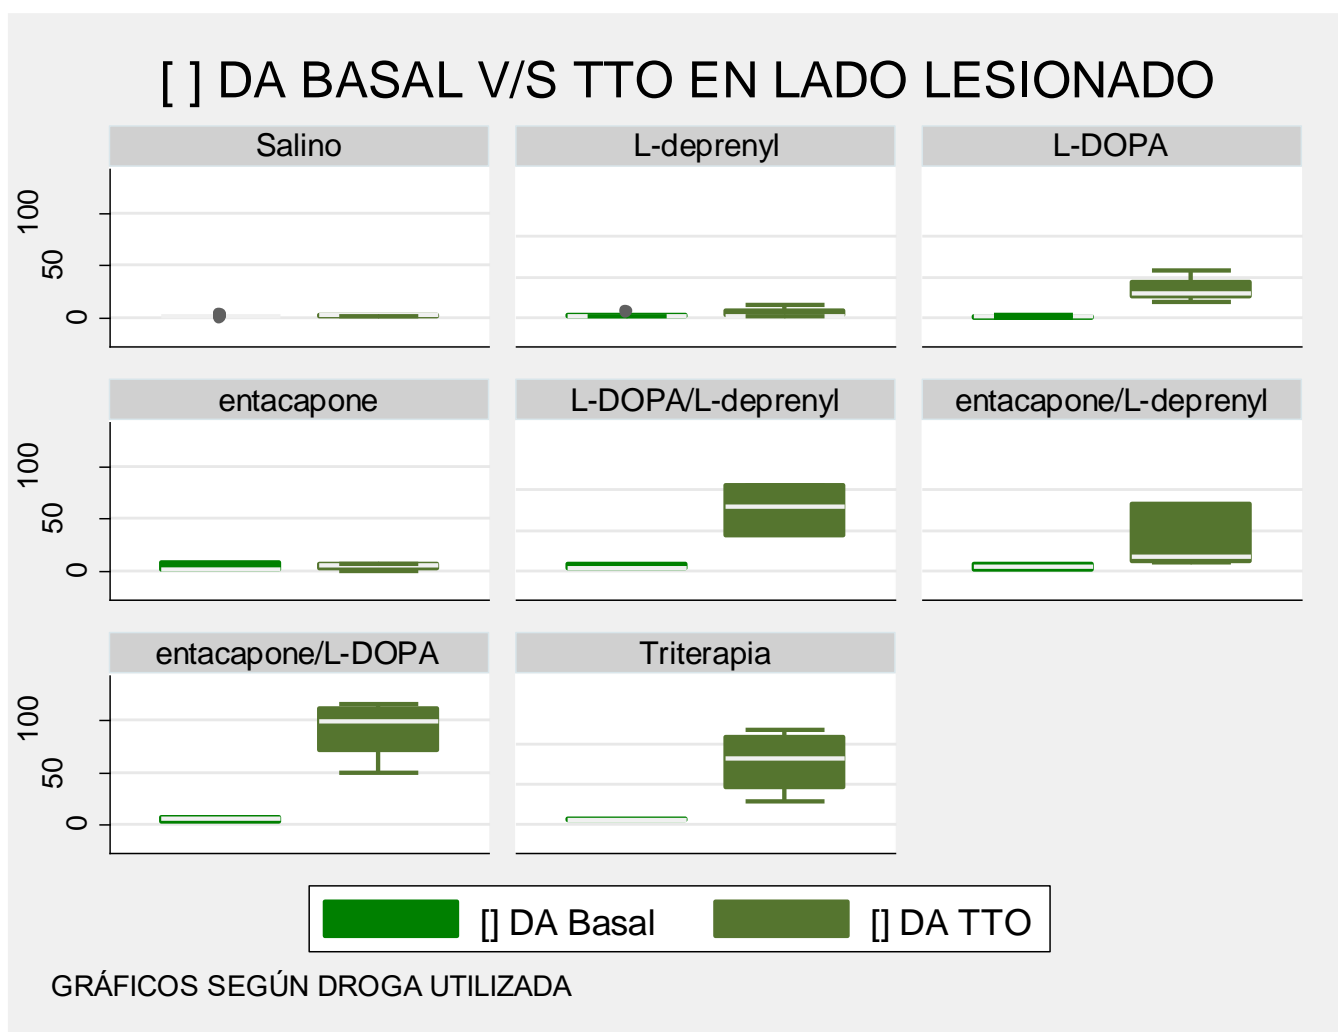 [ ] DA BASAL V/S TTO EN LADO LESIONADO
Salino
L-deprenyl
L-DOPA
100
50
0
entacapone
L-DOPA/L-deprenyl
entacapone/L-deprenyl
100
50
0
entacapone/L-DOPA
Triterapia
100
50
0
[] DA Basal
[] DA TTO
GRÁFICOS SEGÚN DROGA UTILIZADA